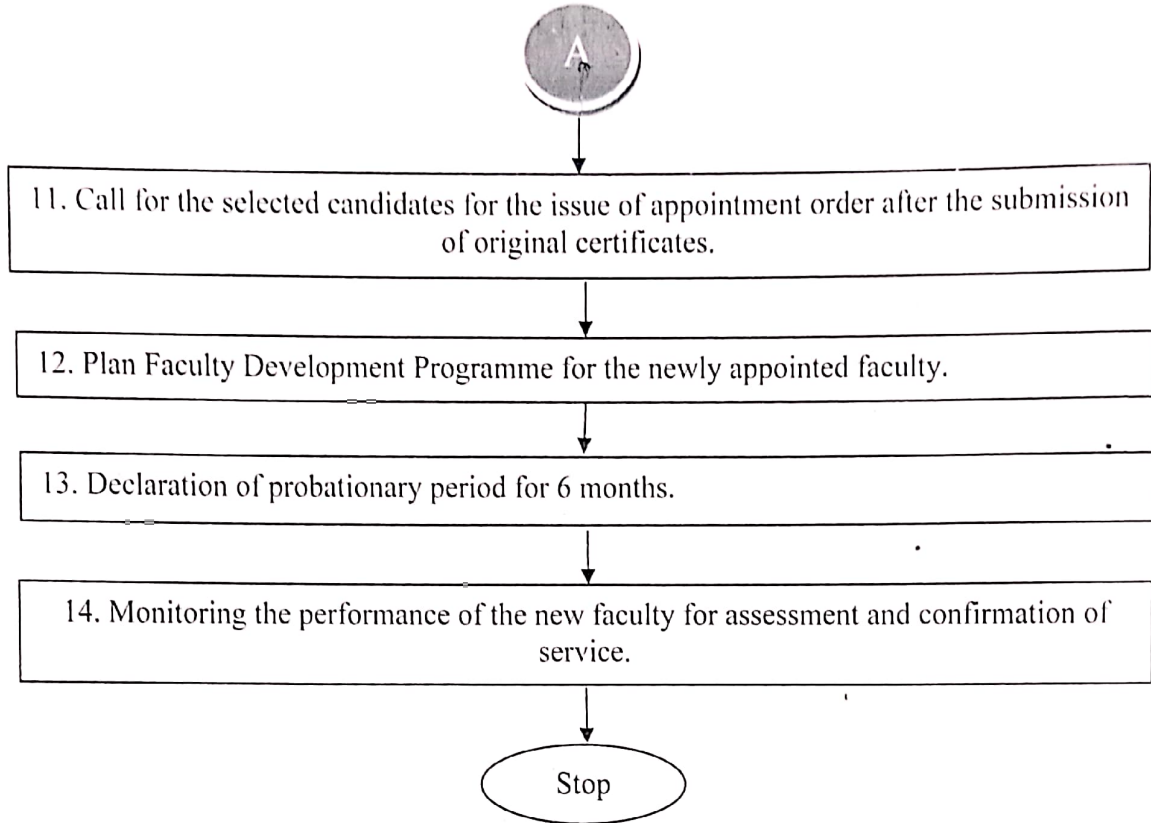 A
11. Call for the selected candidates for the issue of appointment order after the submission
of original certificates.
12. Plan Faculty Development Programme for the newly appointed faculty.
13. Declaration of probationary period for 6 months.
14. Monitoring the performance of the new faculty for assessment and confirmation of
service.
Stop